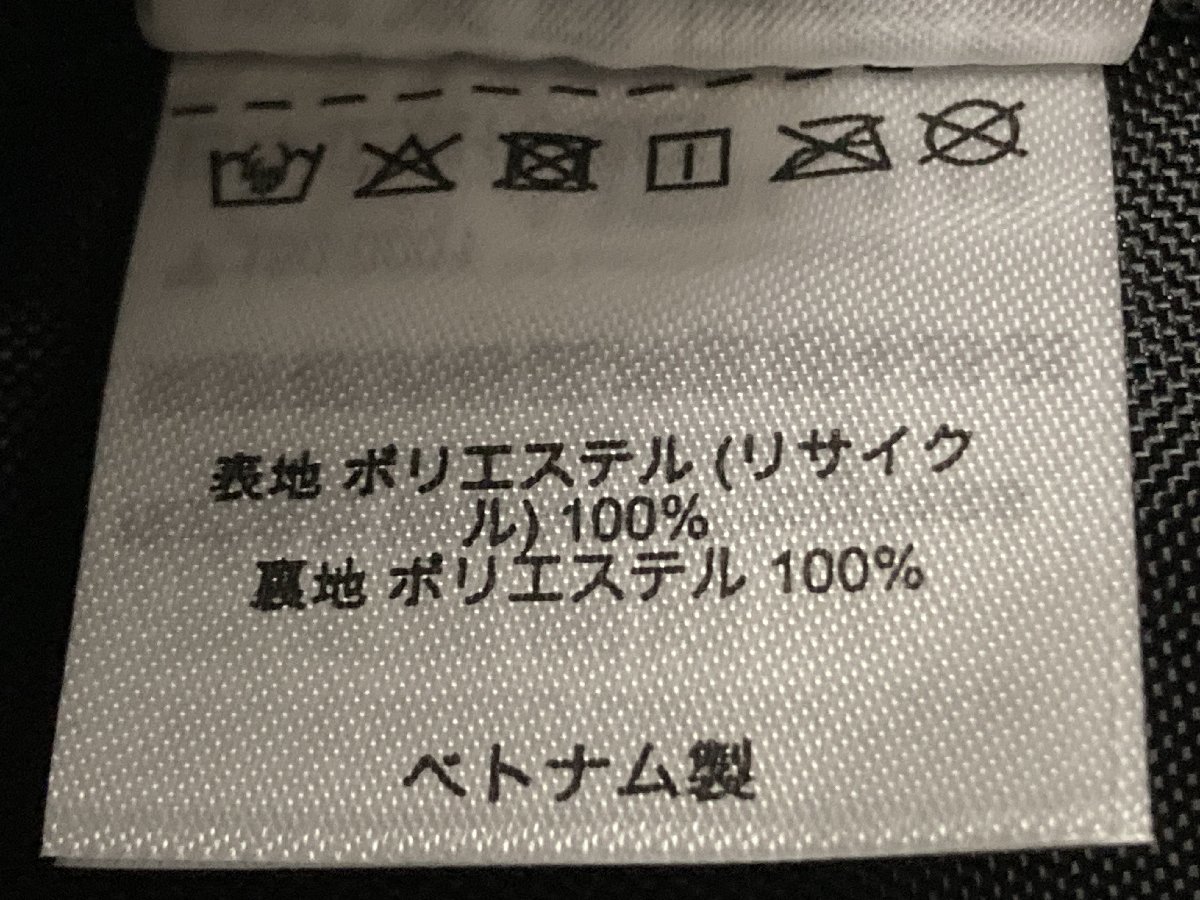 表地 ポリエステル (リサイク
ル) 100%
裏地 ポリエステル 100%
ベトナム製